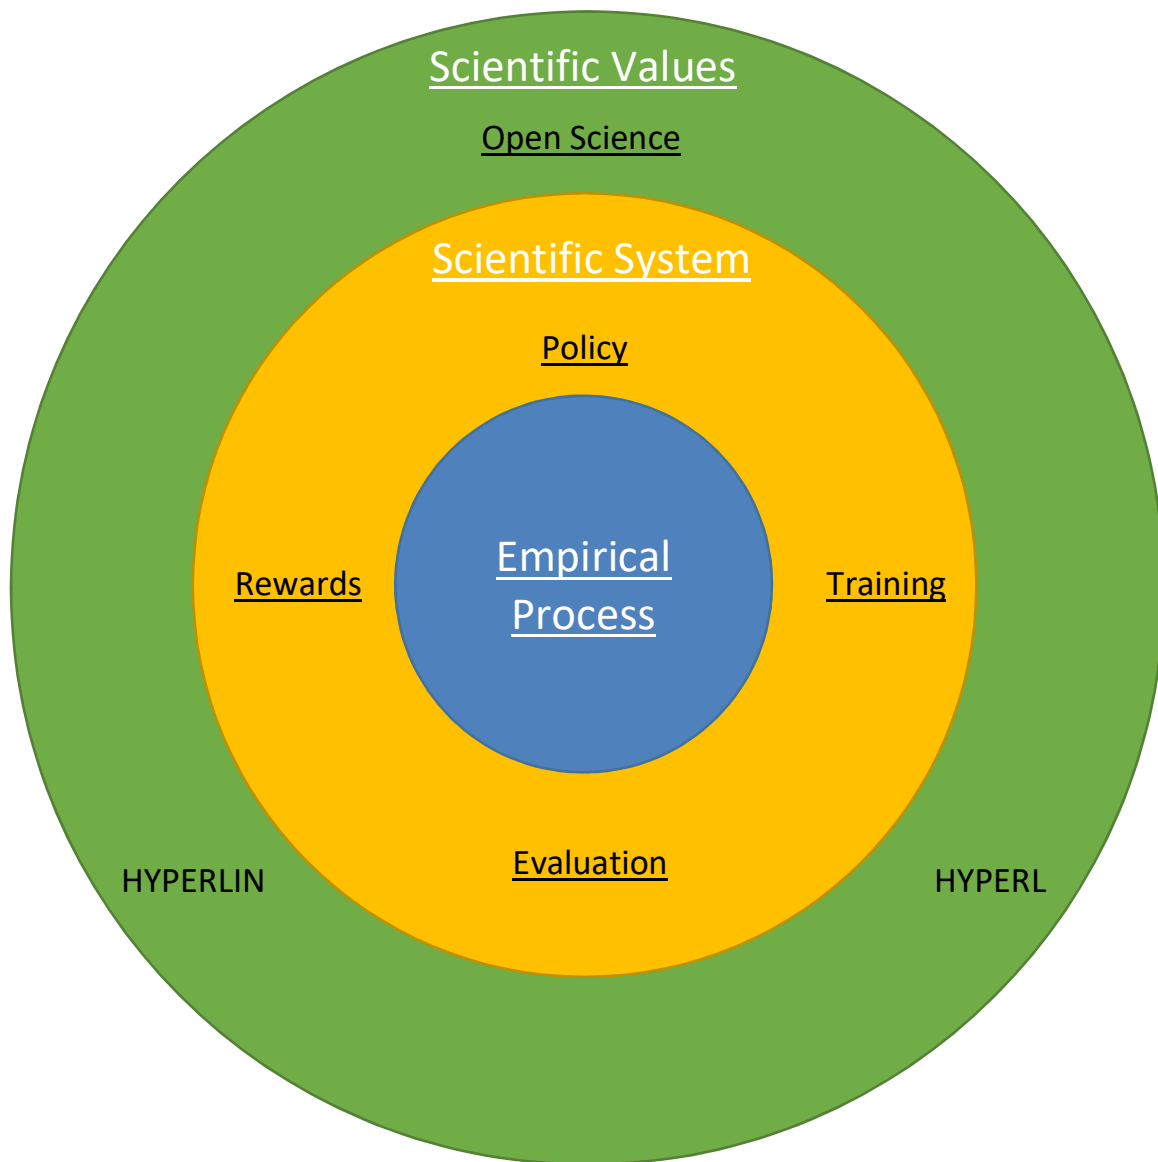 Scientific Values
Open Science
Scientific System
Policy
Empirical
Process
Rewards
Training
Evaluation
HYPERLIN
HYPERL